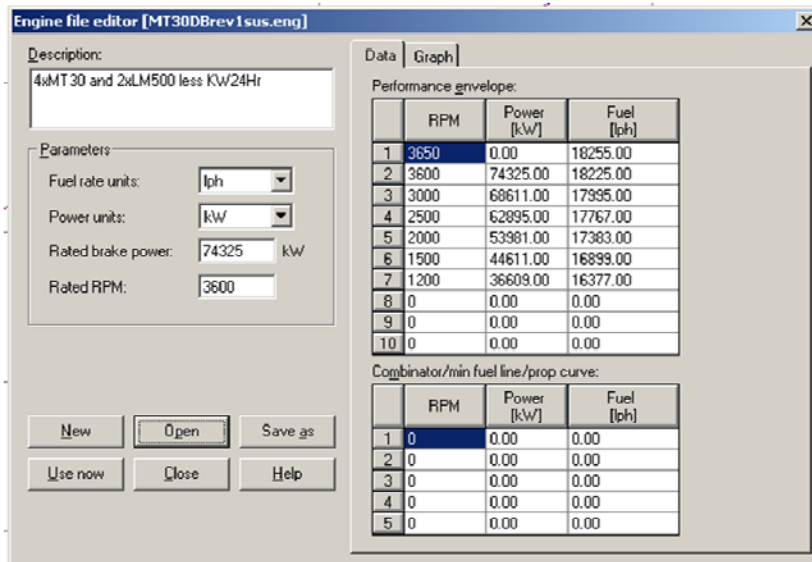 Engine file editor [MT30DBrev1sus.eng]
Description:
4xMT30 and 2xLM500 less KW24Hr
Parameters
Fuel rate units: lph
Power units: kW
Rated brake power: 74325 kW
Rated RPM: 3600
New Open Save as
Use now Close Help
Data Graph
Performance envelope:
RPM Power [kW] Fuel [lph]
1 3650 0.00 18255.00
2 3600 74325.00 18225.00
3 3000 68611.00 17995.00
4 2500 62895.00 17767.00
5 2000 53981.00 17383.00
6 1500 44611.00 16899.00
7 1200 36609.00 16377.00
8 0 0.00 0.00
9 0 0.00 0.00
10 0 0.00 0.00
Combinator/min fuel line/prop curve:
RPM Power [kW] Fuel [lph]
1 0 0.00 0.00
2 0 0.00 0.00
3 0 0.00 0.00
4 0 0.00 0.00
5 0 0.00 0.00